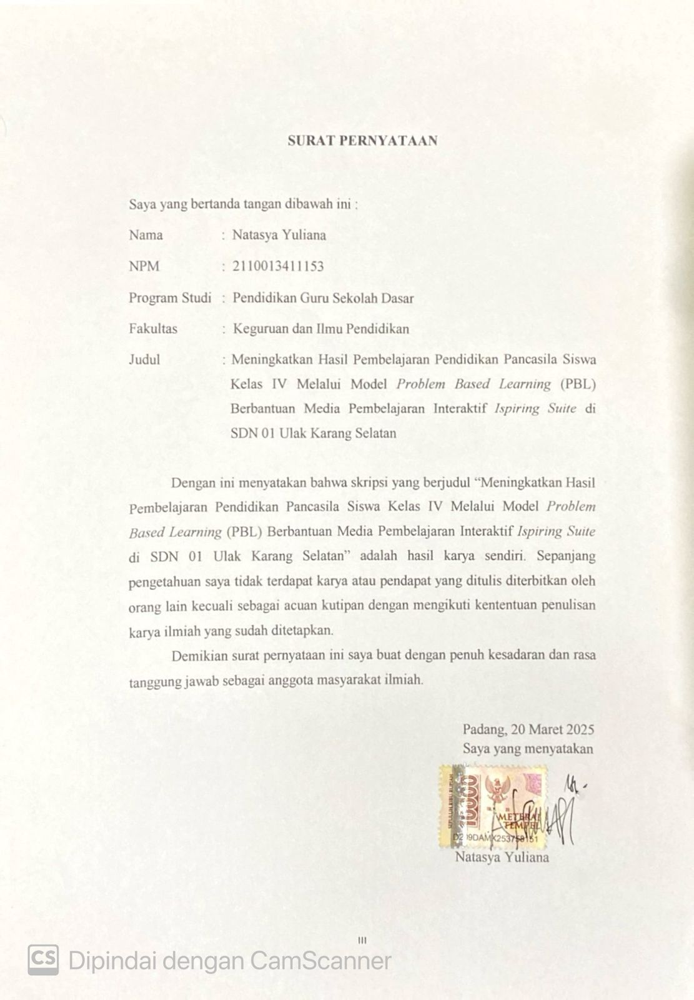 SURAT PERNYATAAN
Saya yang bertanda tangan dibawah ini :
Nama : Natasya Yuliana
NPM : 2110013411153
Program Studi : Pendidikan Guru Sekolah Dasar
Fakultas : Keguruan dan Ilmu Pendidikan
Judul : Meningkatkan Hasil Pembelajaran Pendidikan Pancasila Siswa
Kelas IV Melalui Model Problem Based Learning (PBL)
Berbantuan Media Pembelajaran Interaktif Ispiring Suite di
SDN 01 Ulak Karang Selatan
Dengan ini menyatakan bahwa skripsi yang berjudul “Meningkatkan Hasil
Pembelajaran Pendidikan Pancasila Siswa Kelas IV Melalui Model Problem
Based Learning (PBL) Berbantuan Media Pembelajaran Interaktif Ispiring Suite
di SDN 01 Ulak Karang Selatan” adalah hasil karya sendiri. Sepanjang
pengetahuan saya tidak terdapat karya atau pendapat yang ditulis diterbitkan oleh
orang lain kecuali sebagai acuan kutipan dengan mengikuti kententuan penulisan
karya ilmiah yang sudah ditetapkan.
Demikian surat pernyataan ini saya buat dengan penuh kesadaran dan rasa
tanggung jawab sebagai anggota masyarakat ilmiah.
Padang, 20 Maret 2025
Saya yang menyatakan
SEPULUH RIBU RUPIAH
10000
METERAI
TEMPEL
Natasya Yuliana
III
CS Dipindai dengan CamScanner